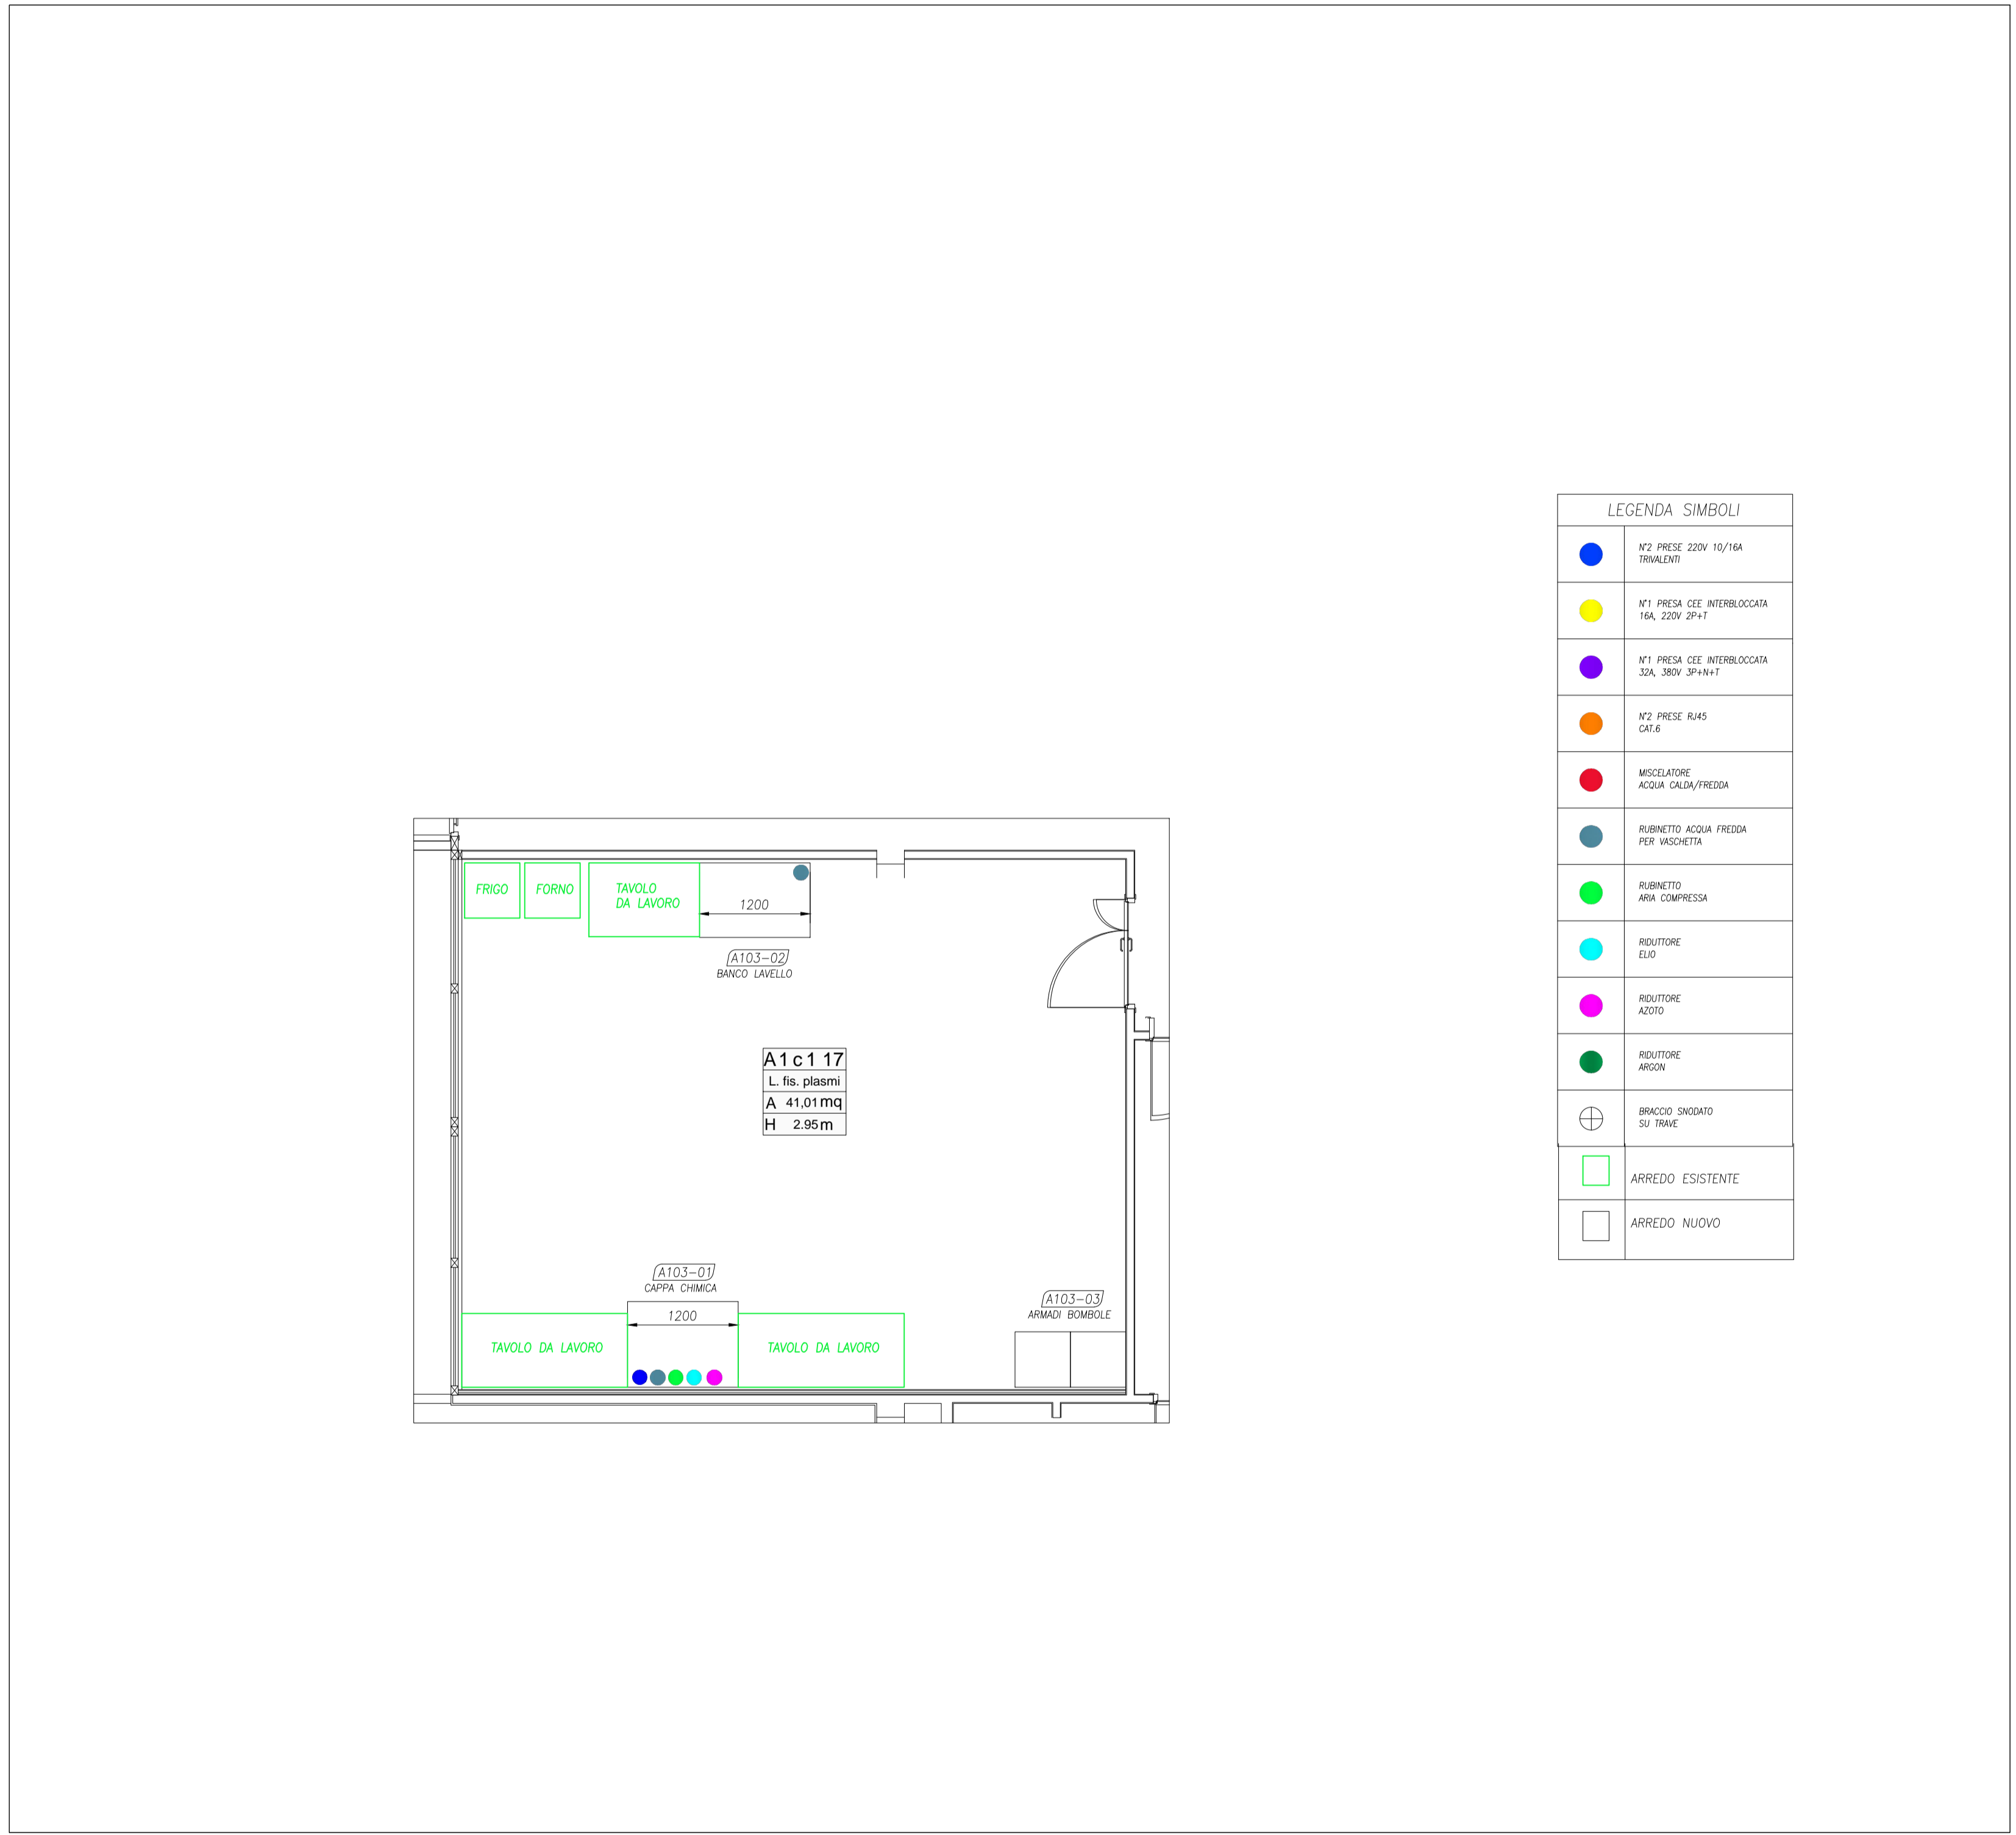 LEGENDA SIMBOLI
N°2 PRESE 220V 10/16A
TRIVALENTI
N°1 PRESA CEE INTERBLOCCATA
16A, 220V 2P+T
N°1 PRESA CEE INTERBLOCCATA
32A, 380V 3P+N+T
N°2 PRESE RJ45
CAT.6
MISCELATORE
ACQUA CALDA/FREDDA
RUBINETTO ACQUA FREDDA
PER VASCHETTA
RUBINETTO
ARIA COMPRESSA
RIDUTTORE
ELIO
RIDUTTORE
AZOTO
RIDUTTORE
ARGON
BRACCIO SNODATO
SU TRAVE
ARREDO ESISTENTE
ARREDO NUOVO
FRIGO
FORNO
TAVOLO
DA LAVORO
1200
A103-02
BANCO LAVELLO
A1c1 17
L. fis. plasmi
A 41,01 mq
H 2.95 m
A103-01
CAPPA CHIMICA
1200
TAVOLO DA LAVORO
TAVOLO DA LAVORO
A103-03
ARMADI BOMBOLE